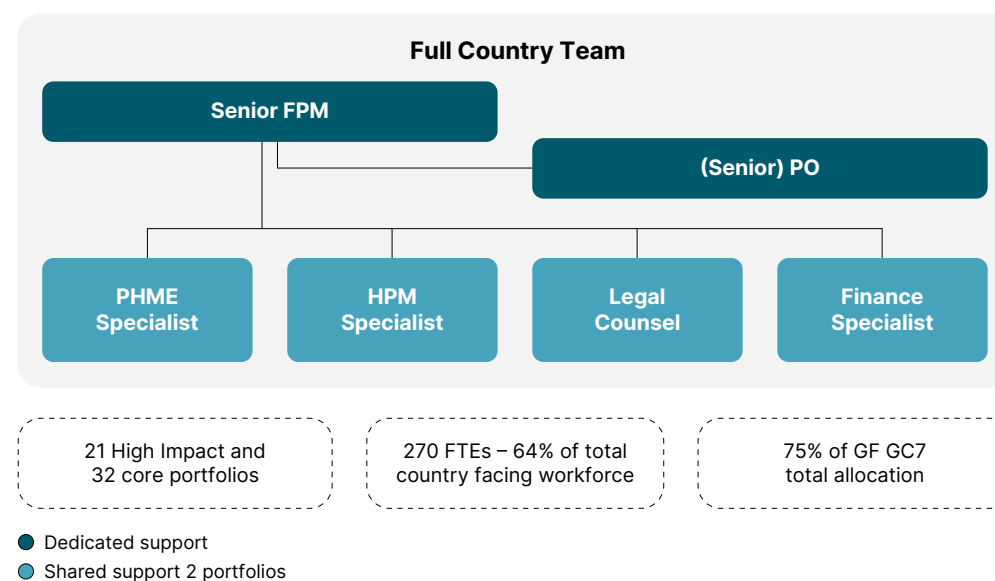 Full Country Team
Senior FPM
(Senior) PO
PHME
Specialist
HPM
Specialist
Legal
Counsel
Finance
Specialist
21 High Impact and
32 core portfolios
270 FTEs – 64% of total
country facing workforce
75% of GF GC7
total allocation
Dedicated support
Shared support 2 portfolios